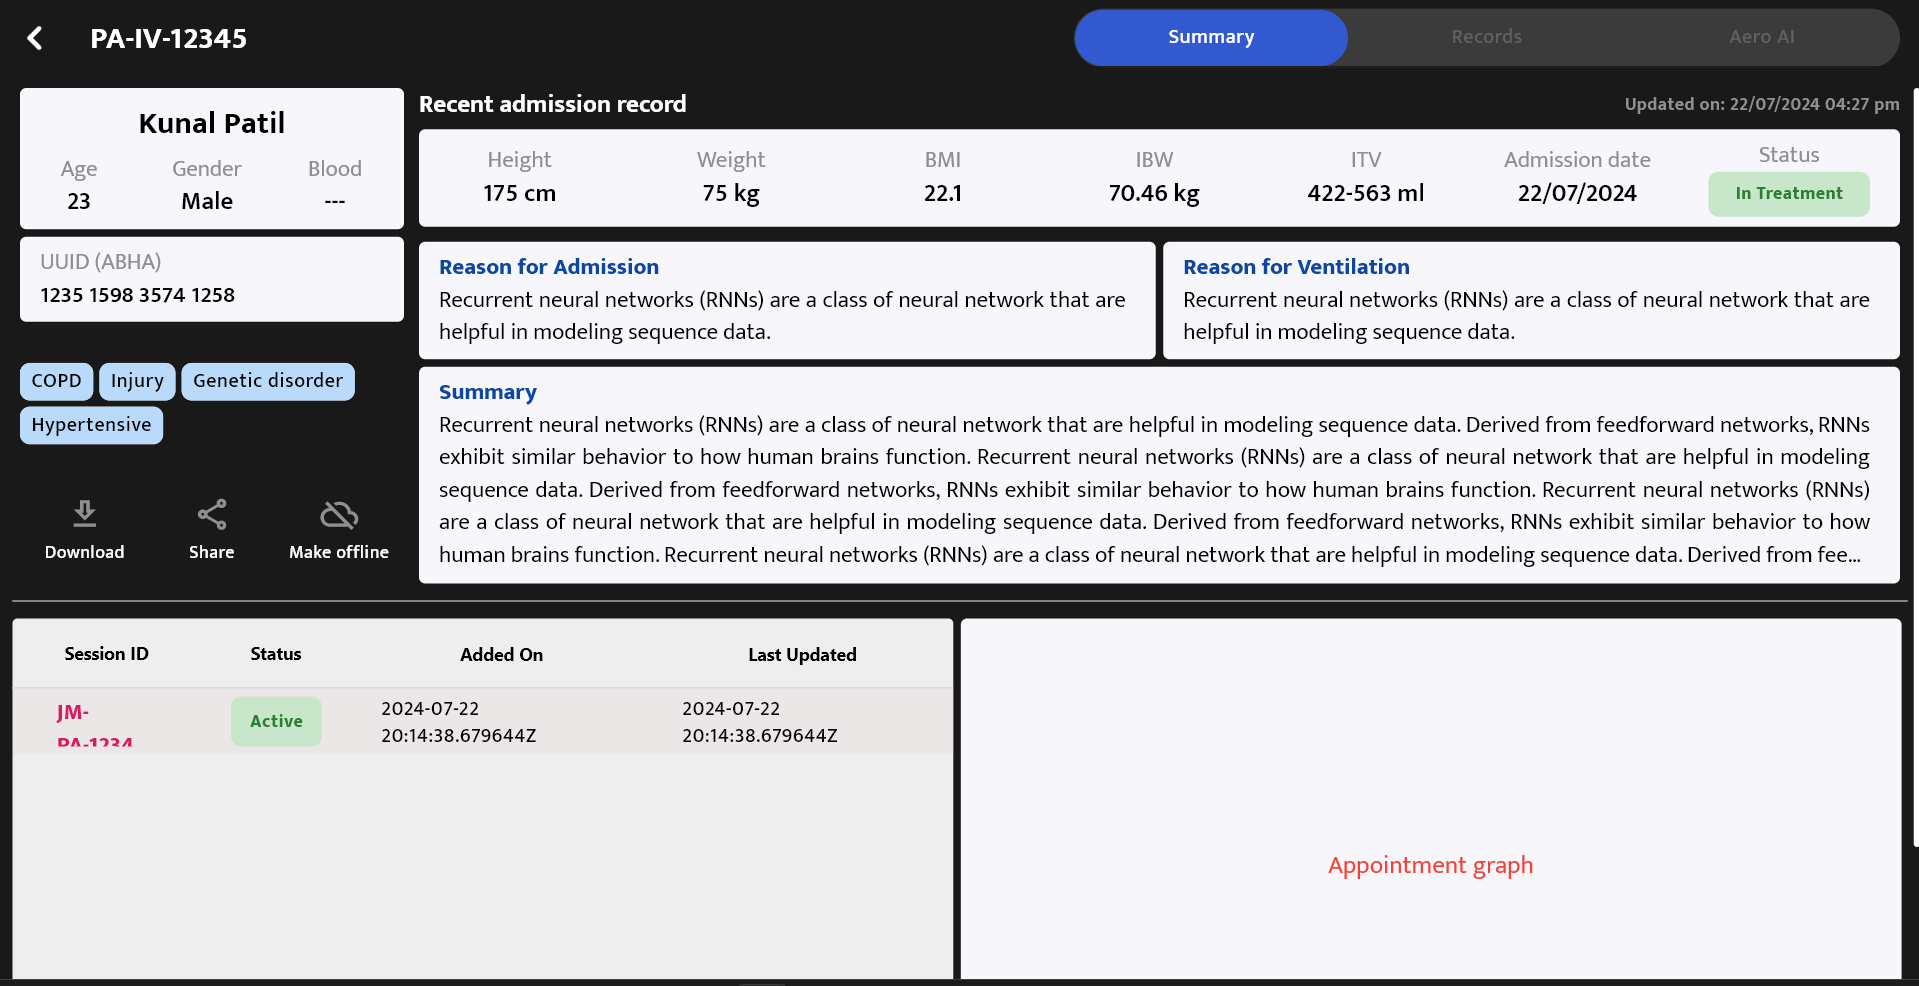 PA-IV-12345
Summary
Records
Aero AI
Kunal Patil
Age
Gender
Blood
23
Male
---
UUID (ABHA)
1235 1598 3574 1258
COPD
Injury
Genetic disorder
Hypertensive
Download
Share
Make offline
Recent admission record
Updated on: 22/07/2024 04:27 pm
Height
Weight
BMI
IBW
ITV
Admission date
Status
175 cm
75 kg
22.1
70.46 kg
422-563 ml
22/07/2024
In Treatment
Reason for Admission
Recurrent neural networks (RNNs) are a class of neural network that are
helpful in modeling sequence data.
Reason for Ventilation
Recurrent neural networks (RNNs) are a class of neural network that are
helpful in modeling sequence data.
Summary
Recurrent neural networks (RNNs) are a class of neural network that are helpful in modeling sequence data. Derived from feedforward networks, RNNs
exhibit similar behavior to how human brains function. Recurrent neural networks (RNNs) are a class of neural network that are helpful in modeling
sequence data. Derived from feedforward networks, RNNs exhibit similar behavior to how human brains function. Recurrent neural networks (RNNs)
are a class of neural network that are helpful in modeling sequence data. Derived from feedforward networks, RNNs exhibit similar behavior to how
human brains function. Recurrent neural networks (RNNs) are a class of neural network that are helpful in modeling sequence data. Derived from fee...
Session ID
Status
Added On
Last Updated
JM-
PA-1234
Active
2024-07-22
20:14:38.679644Z
2024-07-22
20:14:38.679644Z
Appointment graph